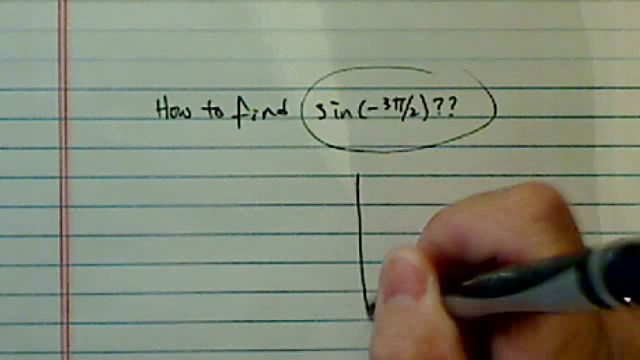 How to find sin(-3π/2)??